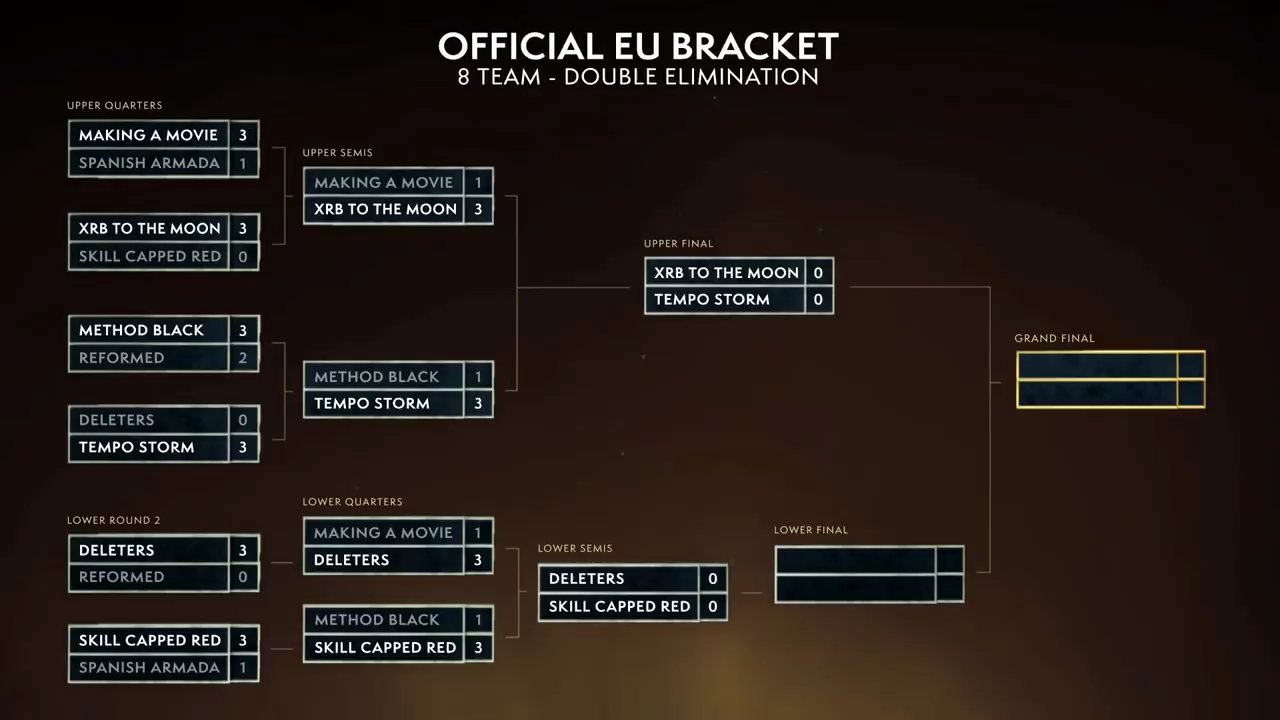 OFFICIAL EU BRACKET
8 TEAM - DOUBLE ELIMINATION
UPPER QUARTERS
MAKING A MOVIE 3
SPANISH ARMADA 1
XRB TO THE MOON 3
SKILL CAPPED RED 0
METHOD BLACK 3
REFORMED 2
DELETERS 0
TEMPO STORM 3
UPPER SEMIS
MAKING A MOVIE 1
XRB TO THE MOON 3
METHOD BLACK 1
TEMPO STORM 3
UPPER FINAL
XRB TO THE MOON 0
TEMPO STORM 0
GRAND FINAL
LOWER ROUND 2
DELETERS 3
REFORMED 0
SKILL CAPPED RED 3
SPANISH ARMADA 1
LOWER QUARTERS
MAKING A MOVIE 1
DELETERS 3
METHOD BLACK 1
SKILL CAPPED RED 3
LOWER SEMIS
DELETERS 0
SKILL CAPPED RED 0
LOWER FINAL